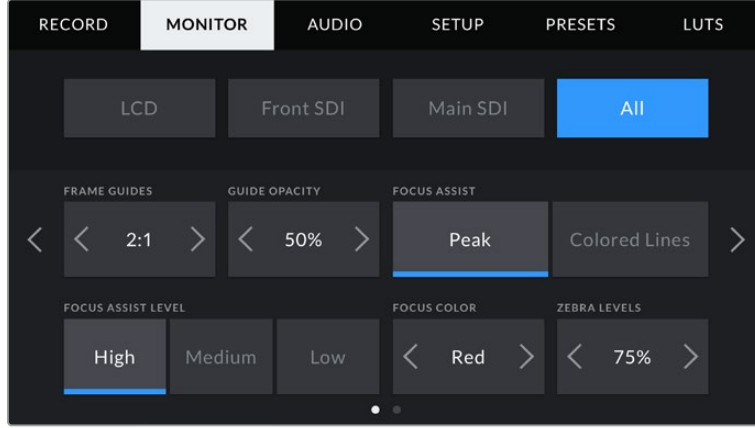 RECORD MONITOR AUDIO SETUP PRESETS LUTS
LCD Front SDI Main SDI All
FRAME GUIDES GUIDE OPACITY FOCUS ASSIST
2:1 50% Peak Colored Lines
FOCUS ASSIST LEVEL FOCUS COLOR ZEBRA LEVELS
High Medium Low Red 75%